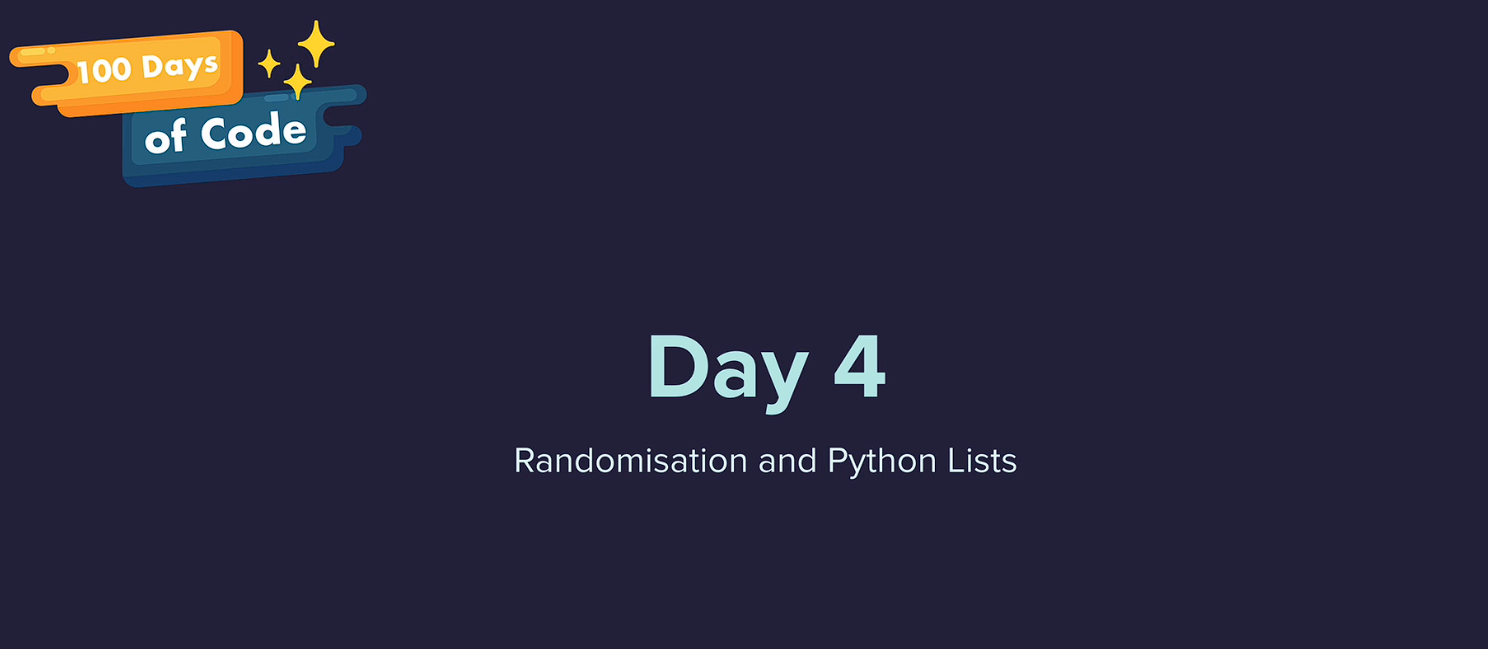 100 Days
of Code
Day 4
Randomisation and Python Lists